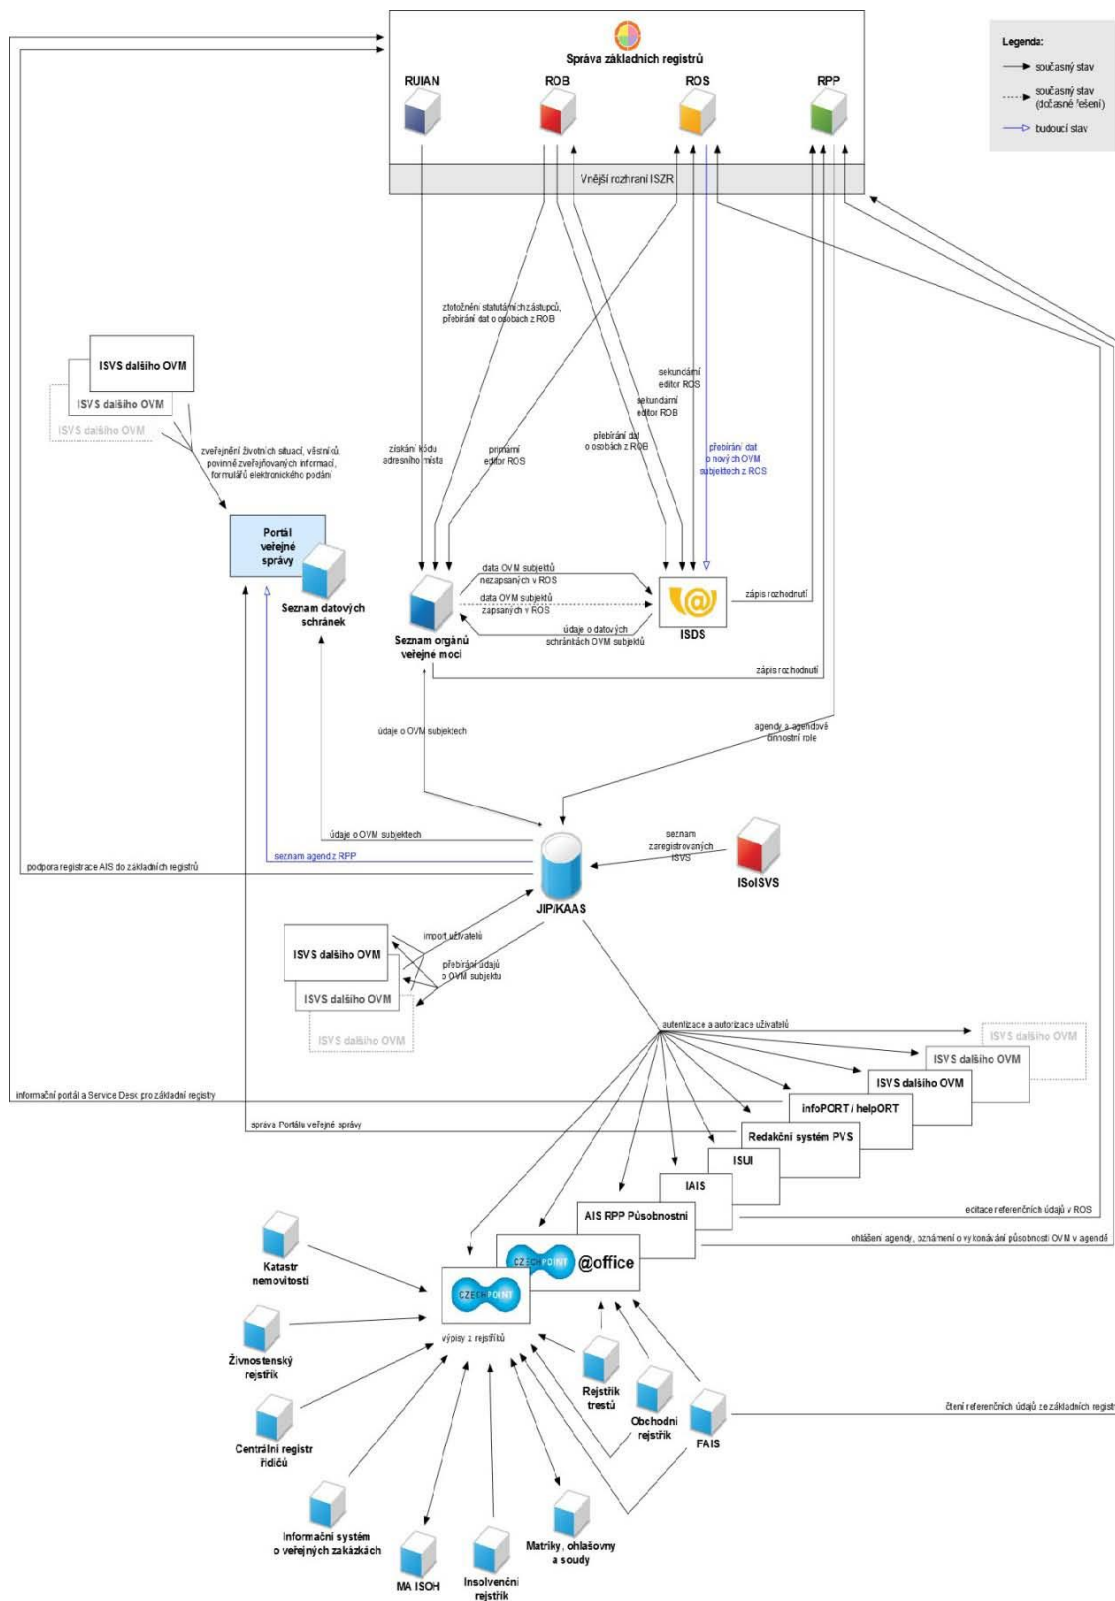 Správa základních registrů
RUIAN
ROB
ROS
RPP
Vnější rozhraní ISZR
Legenda:
současný stav
současný stav
(dočasné řešení)
budoucí stav
ztotožnění statutárních zástupců,
přebírání dat o osobách z ROB
ISVS dalšího OVM
ISVS dalšího OVM
ISVS dalšího OVM
zveřejnění životních situací, věstníků,
povinně zveřejňovaných informací,
formulářů elektronického podání
získání kódu
adresního místa
primární
editor ROS
přebírání dat
o osobách z ROB
sekundární
editor ROS
sekundární
editor ROB
přebírání dat
o nových OVM
subjektech z ROS
Portál
veřejné
správy
Seznam datových
schránek
Seznam orgánů
veřejné moci
data OVM subjektů
nezapsaných v ROS
data OVM subjektů
zapsaných v ROS
údaje o datových
schránkách OVM subjektů
ISDS
zápis rozhodnutí
zápis rozhodnutí
údaje o OVM subjektech
agendy a agendové
činnostní role
údaje o OVM subjektech
seznam agend z RPP
podpora registrace AIS do základních registrů
JIP/KAAS
seznam
zaregistrovaných
ISVS
ISoISVS
ISVS dalšího OVM
ISVS dalšího OVM
ISVS dalšího OVM
import uživatelů
přebírání údajů
o OVM subjektu
autentizace a autorizace uživatelů
ISVS dalšího OVM
ISVS dalšího OVM
ISVS dalšího OVM
infoPORT / helpORT
Redakční systém PVS
ISUI
IAIS
AIS RPP Působnostní
CZECHPOINT @office
CZECHPOINT
informační portál a Service Desk pro základní registry
správa Portálu veřejné správy
editace referenčních údajů v ROS
ohlášení agendy, oznámení o vykonávání působnosti OVM v agendě
výpisy z rejstříků
Katastr
nemovitostí
Živnostenský
rejstřík
Centrální registr
řidičů
Informační systém
o veřejných zakázkách
MA ISOH
Insolvenční
rejstřík
Matriky, ohlašovny
a soudy
Rejstřík
trestů
Obchodní
rejstřík
FAIS
čtení referenčních údajů ze základních registr